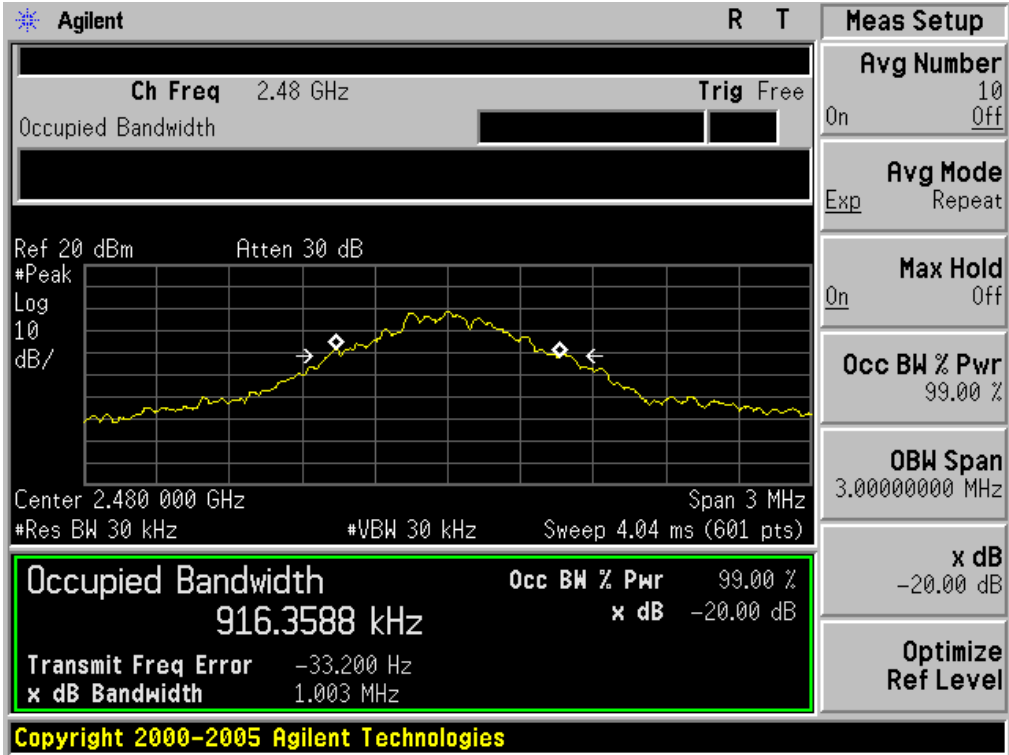 Agilent R T
Ch Freq 2.48 GHz Trig Free
Occupied Bandwidth
Ref 20 dBm Atten 30 dB
#Peak
Log
10
dB/
Center 2.480 000 GHz Span 3 MHz
#Res BW 30 kHz #VBW 30 kHz Sweep 4.04 ms (601 pts)
Occupied Bandwidth Occ BW % Pwr 99.00 %
916.3588 kHz x dB -20.00 dB
Transmit Freq Error -33.200 Hz
x dB Bandwidth 1.003 MHz
Copyright 2000-2005 Agilent Technologies
Meas Setup
Avg Number
10
On Off
Avg Mode
Exp Repeat
Max Hold
On Off
Occ BW % Pwr
99.00 %
OBW Span
3.00000000 MHz
x dB
-20.00 dB
Optimize
Ref Level